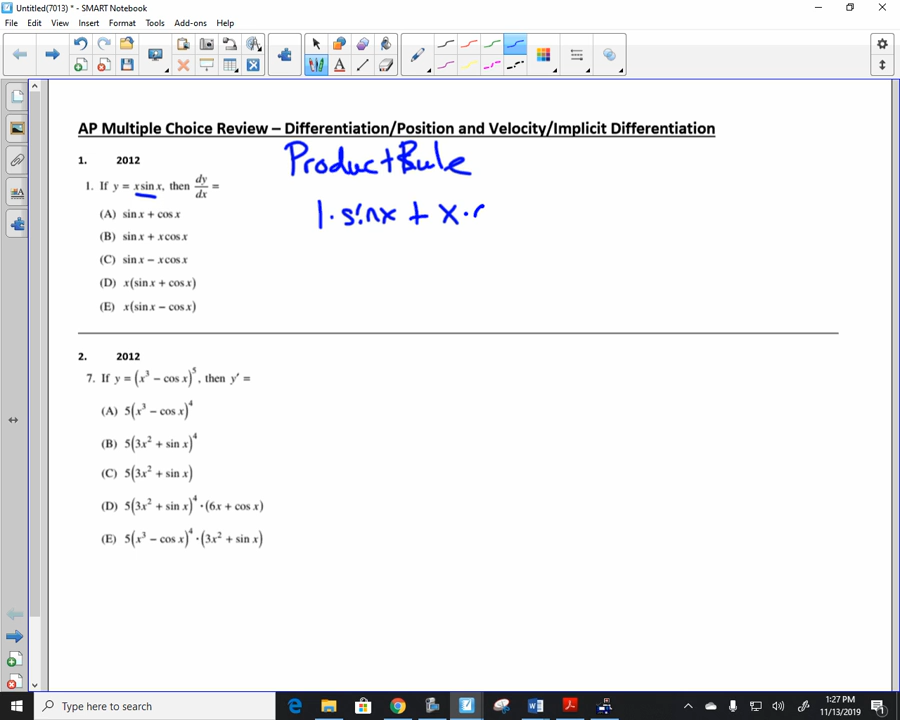 Untitled(7013) * - SMART Notebook
File Edit View Insert Format Tools Add-ons Help
AP Multiple Choice Review – Differentiation/Position and Velocity/Implicit Differentiation
Product Rule
1. 2012
1. If y = x sin x, then dy/dx =
1 · sin x + x ·
(A) sin x + cos x
(B) sin x + x cos x
(C) sin x − x cos x
(D) x(sin x + cos x)
(E) x(sin x − cos x)
2. 2012
7. If y = (x³ − cos x)⁵, then y′ =
(A) 5(x³ − cos x)⁴
(B) 5(3x² + sin x)⁴
(C) 5(3x² + sin x)
(D) 5(3x² + sin x)⁴ · (6x + cos x)
(E) 5(x³ − cos x)⁴ · (3x² + sin x)
Type here to search
1:27 PM
11/13/2019